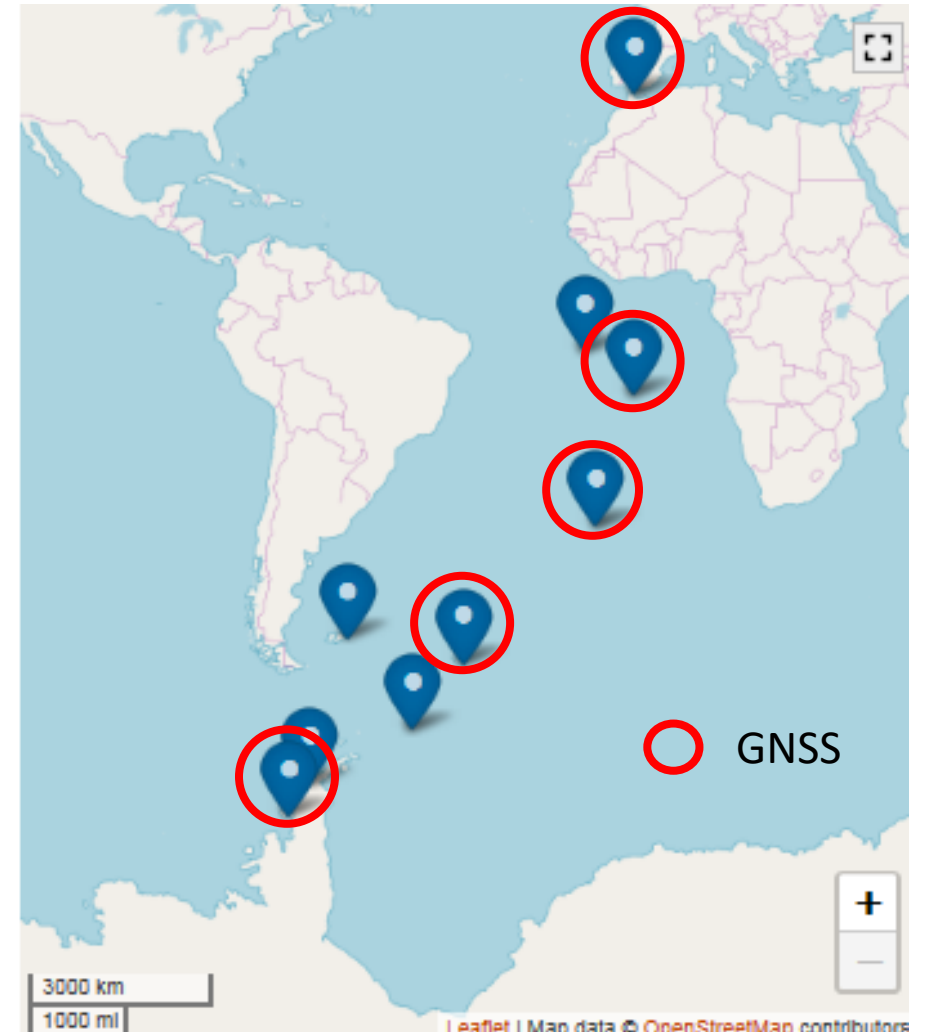 GNSS
+
−
3000 km
1000 mi
Leaflet | Map data © OpenStreetMap contributors